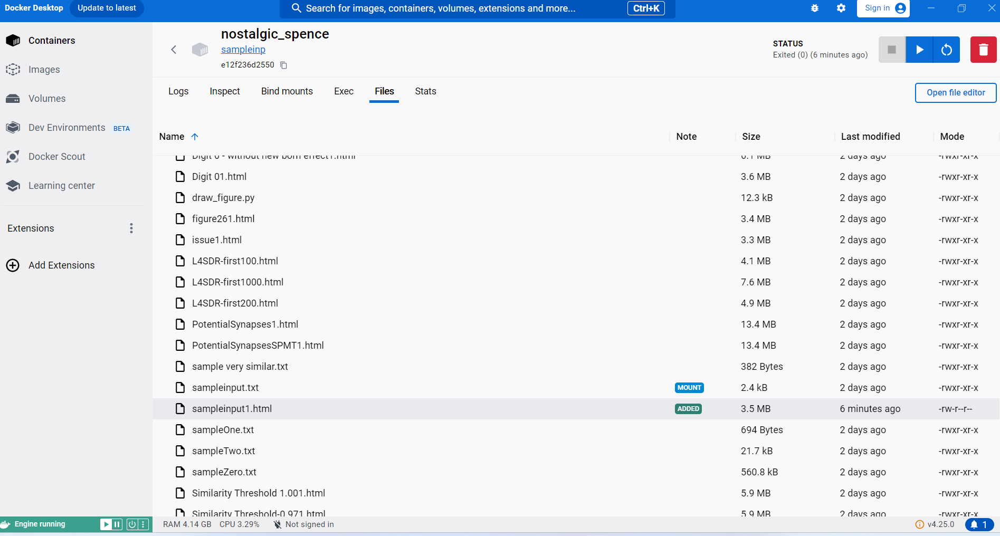 Docker Desktop Update to latest Search for images, containers, volumes, extensions and more... Ctrl+K Sign in
Containers
Images
Volumes
Dev Environments BETA
Docker Scout
Learning center
Extensions
Add Extensions
nostalgic_spence
sampleinp
e12f236d2550
STATUS
Exited (0) (6 minutes ago)
Logs Inspect Bind mounts Exec Files Stats Open file editor
Name Note Size Last modified Mode
Digit 0 - without new born effect1.html 6.1 MB 2 days ago -rwxr-xr-x
Digit 01.html 3.6 MB 2 days ago -rwxr-xr-x
draw_figure.py 12.3 kB 2 days ago -rwxr-xr-x
figure261.html 3.4 MB 2 days ago -rwxr-xr-x
issue1.html 3.3 MB 2 days ago -rwxr-xr-x
L4SDR-first100.html 4.1 MB 2 days ago -rwxr-xr-x
L4SDR-first1000.html 7.6 MB 2 days ago -rwxr-xr-x
L4SDR-first200.html 4.9 MB 2 days ago -rwxr-xr-x
PotentialSynapses1.html 13.4 MB 2 days ago -rwxr-xr-x
PotentialSynapsesSPMT1.html 13.4 MB 2 days ago -rwxr-xr-x
sample very similar.txt 382 Bytes 2 days ago -rwxr-xr-x
sampleinput.txt MOUNT 2.4 kB 2 days ago -rwxr-xr-x
sampleinput1.html ADDED 3.5 MB 6 minutes ago -rw-r--r--
sampleOne.txt 694 Bytes 2 days ago -rwxr-xr-x
sampleTwo.txt 21.7 kB 2 days ago -rwxr-xr-x
sampleZero.txt 560.8 kB 2 days ago -rwxr-xr-x
Similarity Threshold 1.001.html 5.9 MB 2 days ago -rwxr-xr-x
Similarity Threshold-0.971.html 5.9 MB 2 days ago -rwxr-xr-x
Engine running RAM 4.14 GB CPU 3.29% Not signed in v4.25.0 1